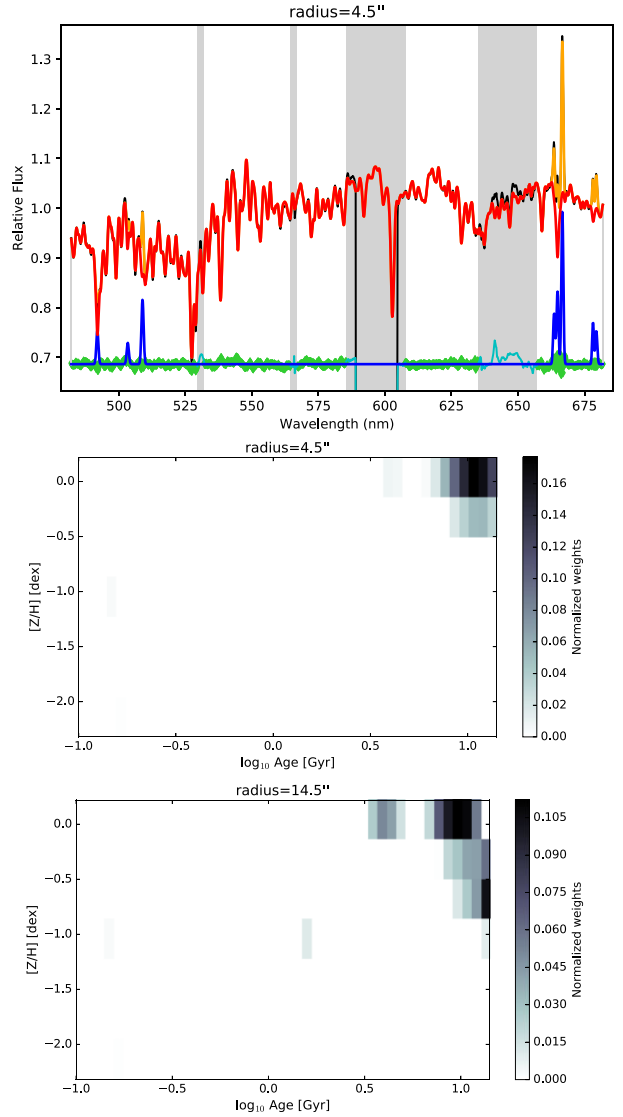 radius=4.5"
1.3
1.2
1.1
1.0
0.9
0.8
0.7
Relative Flux
500 525 550 575 600 625 650 675
Wavelength (nm)
radius=4.5"
0.0
−0.5
−1.0
−1.5
−2.0
[Z/H] [dex]
−1.0 −0.5 0.0 0.5 1.0
log₁₀ Age [Gyr]
0.16
0.14
0.12
0.10
0.08
0.06
0.04
0.02
0.00
Normalized weights
radius=14.5"
0.0
−0.5
−1.0
−1.5
−2.0
[Z/H] [dex]
−1.0 −0.5 0.0 0.5 1.0
log₁₀ Age [Gyr]
0.105
0.090
0.075
0.060
0.045
0.030
0.015
0.000
Normalized weights